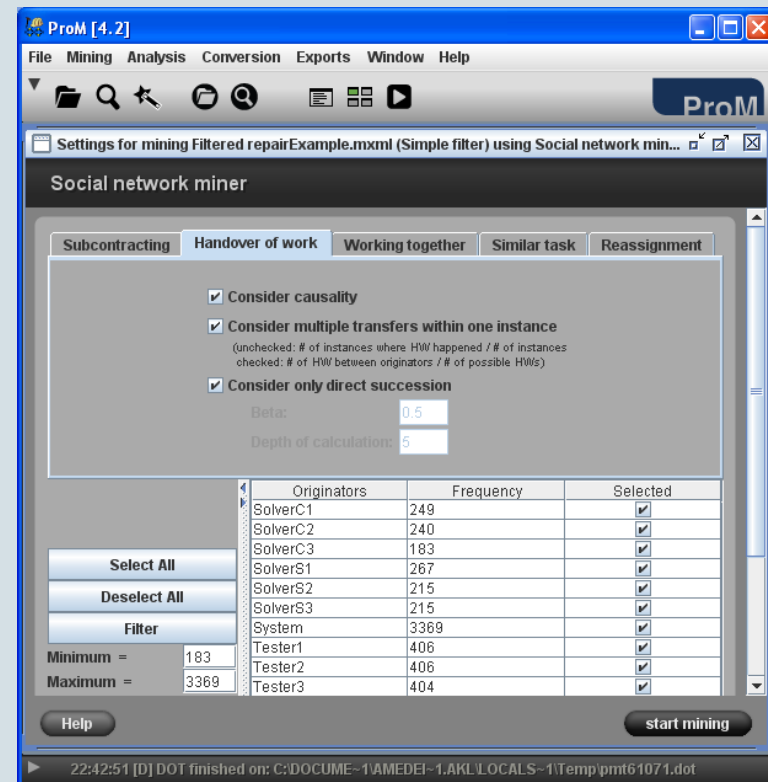 ProM [4.2]
File Mining Analysis Conversion Exports Window Help
ProM
Settings for mining Filtered repairExample.mxml (Simple filter) using Social network min...
Social network miner
Subcontracting Handover of work Working together Similar task Reassignment
Consider causality
Consider multiple transfers within one instance
(unchecked: # of instances where HW happened / # of instances
checked: # of HW between originators / # of possible HWs)
Consider only direct succession
Beta: 0.5
Depth of calculation: 5
Originators Frequency Selected
SolverC1 249
SolverC2 240
SolverC3 183
SolverS1 267
SolverS2 215
SolverS3 215
System 3369
Tester1 406
Tester2 406
Tester3 404
Select All
Deselect All
Filter
Minimum = 183
Maximum = 3369
Help start mining
22:42:51 [D] DOT finished on: C:\DOCUME~1\AMEDEI~1.AKL\LOCALS~1\Temp\pmt61071.dot